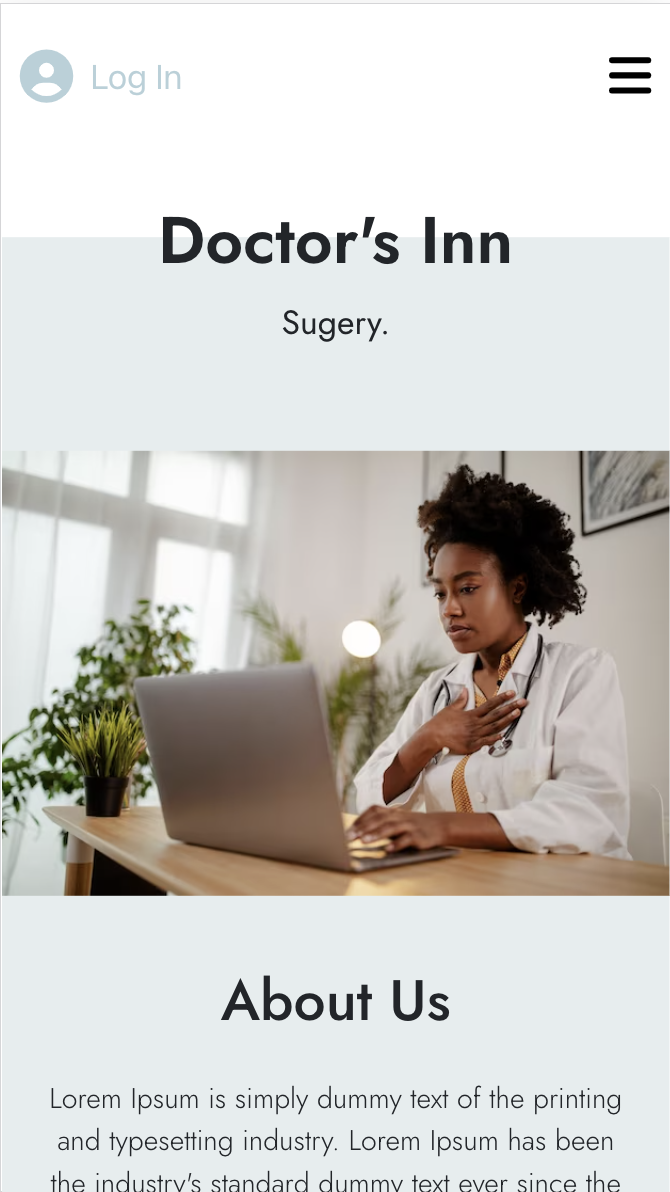 Log In
Doctor's Inn
Sugery.
About Us
Lorem Ipsum is simply dummy text of the printing
and typesetting industry. Lorem Ipsum has been
the industry's standard dummy text ever since the